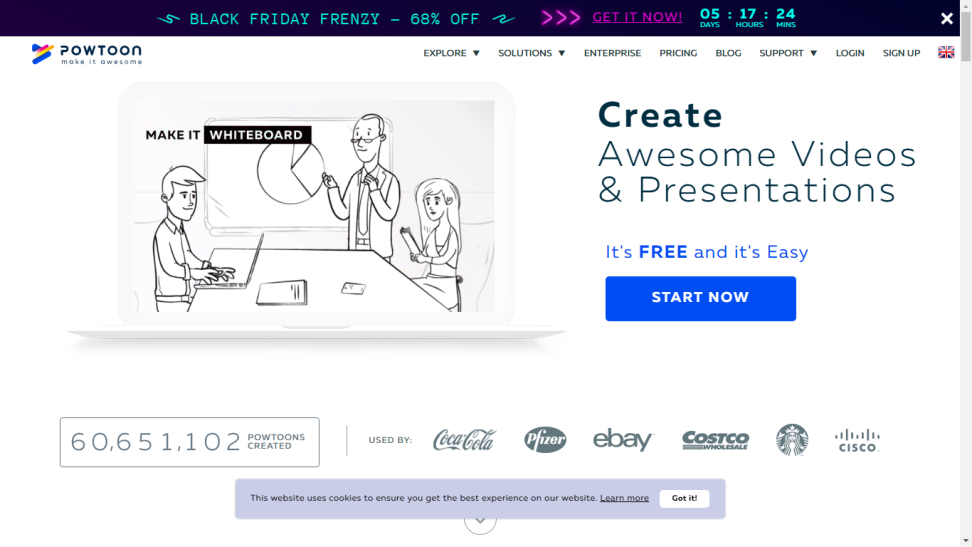 BLACK FRIDAY FRENZY – 68% OFF >>> GET IT NOW! 05 : 17 : 24
DAYS HOURS MINS
POWTOON
make it awesome
EXPLORE ▼ SOLUTIONS ▼ ENTERPRISE PRICING BLOG SUPPORT ▼ LOGIN SIGN UP
MAKE IT WHITEBOARD
Create
Awesome Videos
& Presentations
It's FREE and it's Easy
START NOW
60,651,102 POWTOONS
CREATED
USED BY: Coca-Cola Pfizer ebay COSTCO
WHOLESALE
CISCO
This website uses cookies to ensure you get the best experience on our website. Learn more Got it!